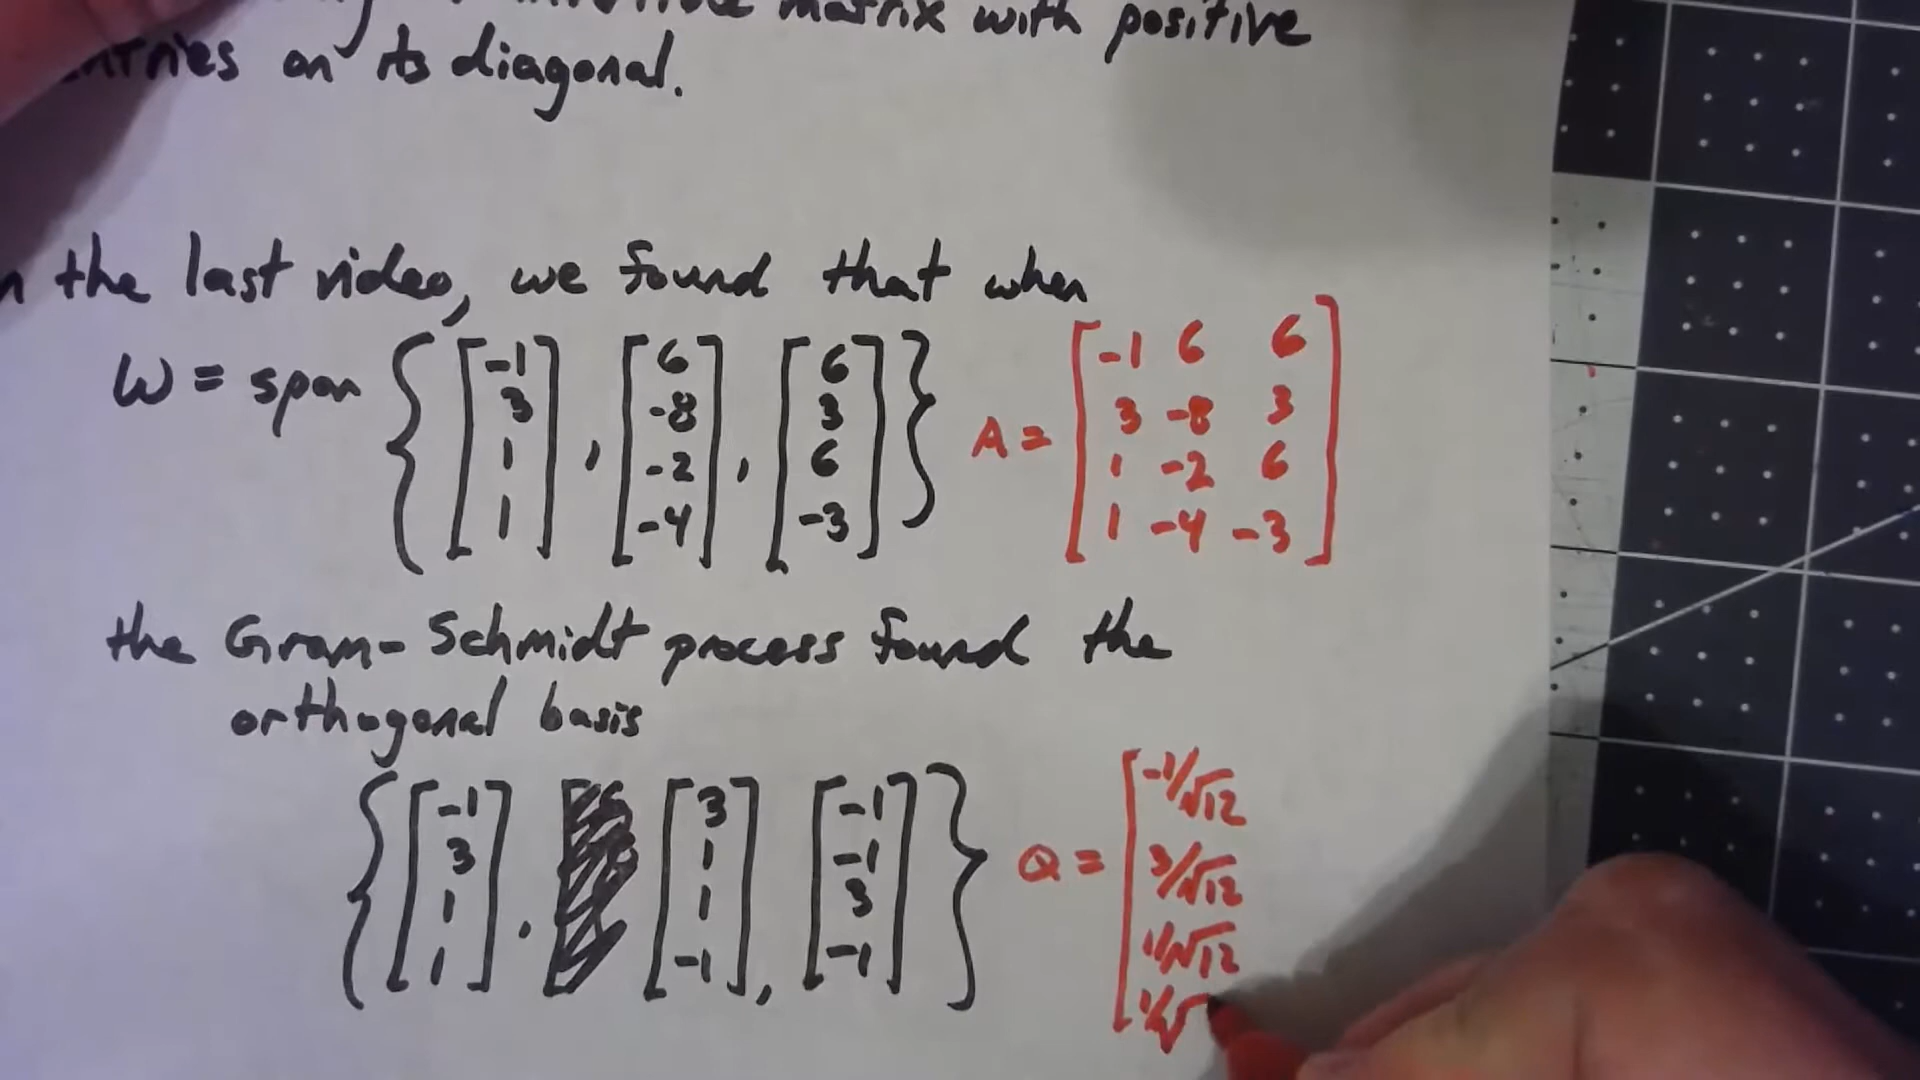 matrix with positive
on its diagonal.
the last video, we found that when
W = span { [-1 3 1 1], [6 -8 -2 -4], [6 3 6 -3] } A = [-1 6 6
3 -8 3
1 -2 6
1 -4 -3]
the Gram-Schmidt process found the
orthogonal basis
{ [-1 3 1 1], [3 1 1 -1], [-1 -1 3 -1] } Q = [-1/√12
3/√12
1/√12
1/√